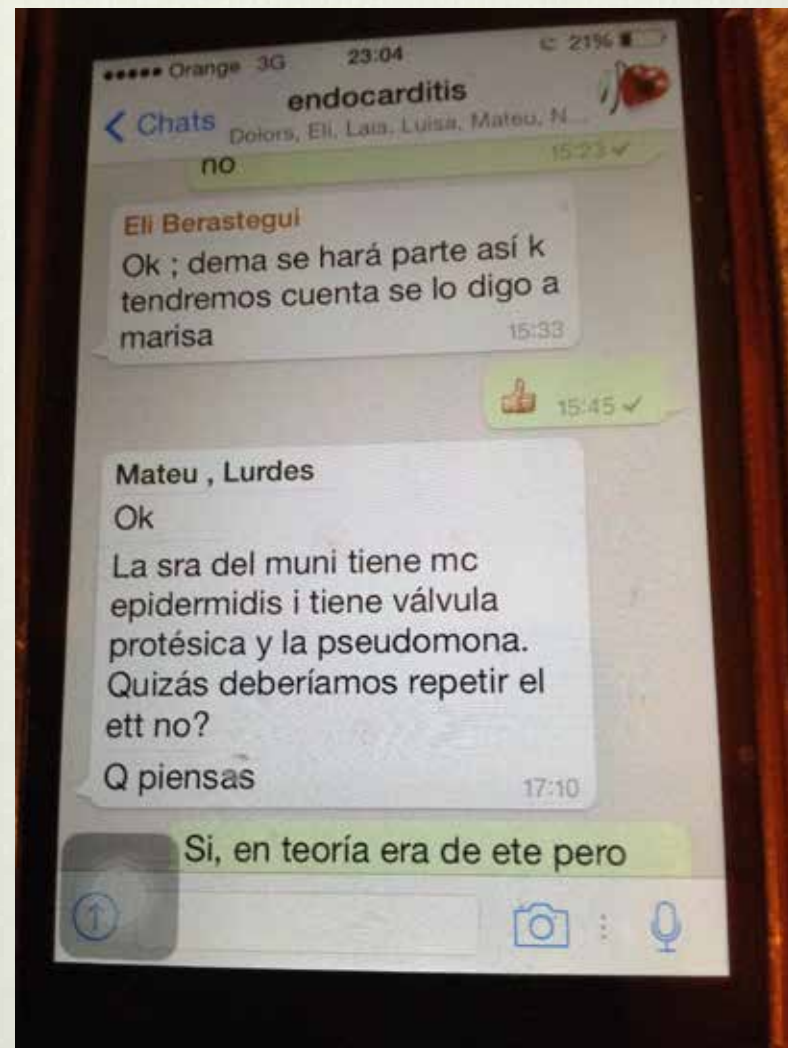 Orange 3G 23:04 21%
Chats endocarditis
Dolors, Eli, Laia, Luisa, Mateu, N...
no 15:23
Eli Berastegui
Ok ; dema se hará parte así k
tendremos cuenta se lo digo a
marisa 15:33
15:45
Mateu , Lurdes
Ok
La sra del muni tiene mc
epidermidis i tiene válvula
protésica y la pseudomona.
Quizás deberíamos repetir el
ett no?
Q piensas 17:10
Si, en teoría era de ete pero